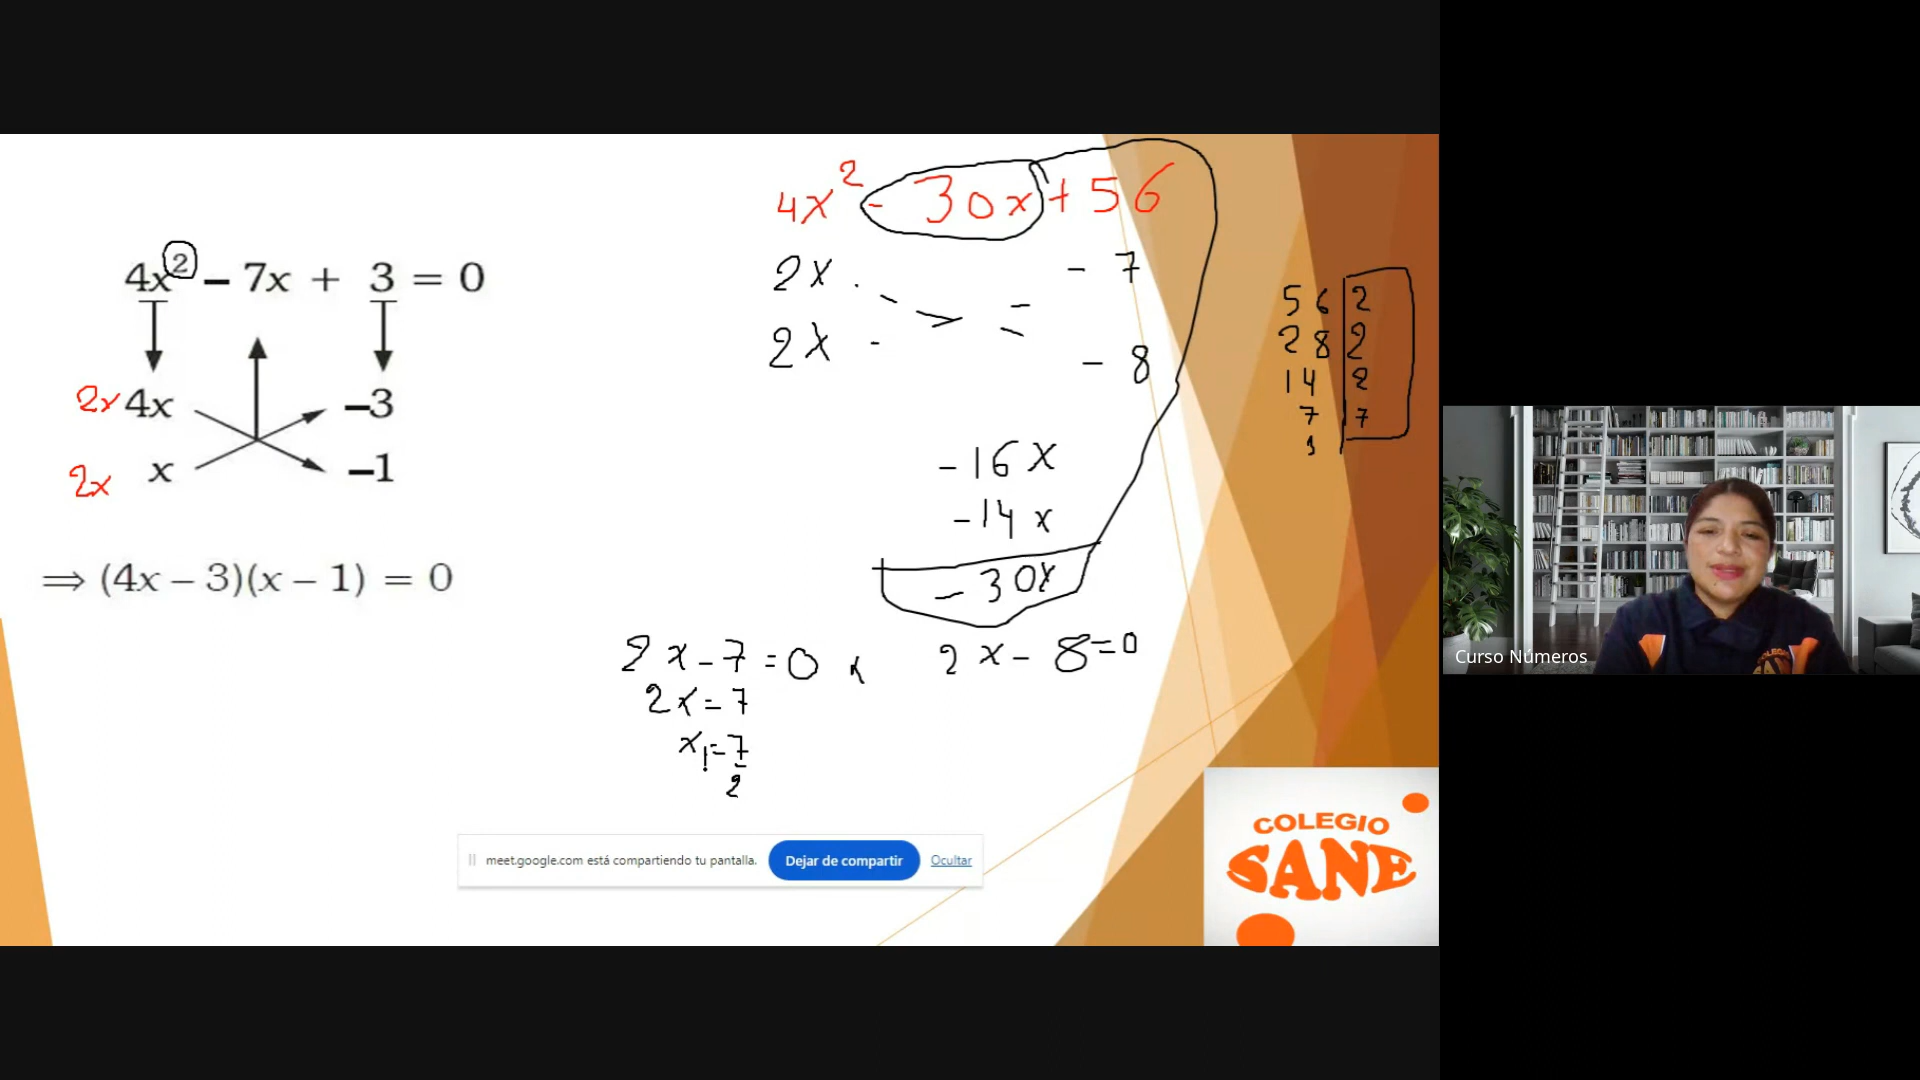 4x² - 7x + 3 = 0
2x 4x -3
2x x -1
⇒ (4x - 3)(x - 1) = 0
4x² - 30x + 56
2x - 7
2x - 8
-16x
-14x
-30x
2x - 7 = 0
2x = 7
x₁ = 7
2
2x - 8 = 0
56 2
28 2
14 2
7 7
1
meet.google.com está compartiendo tu pantalla. Dejar de compartir Ocultar
COLEGIO
SANE
Curso Números